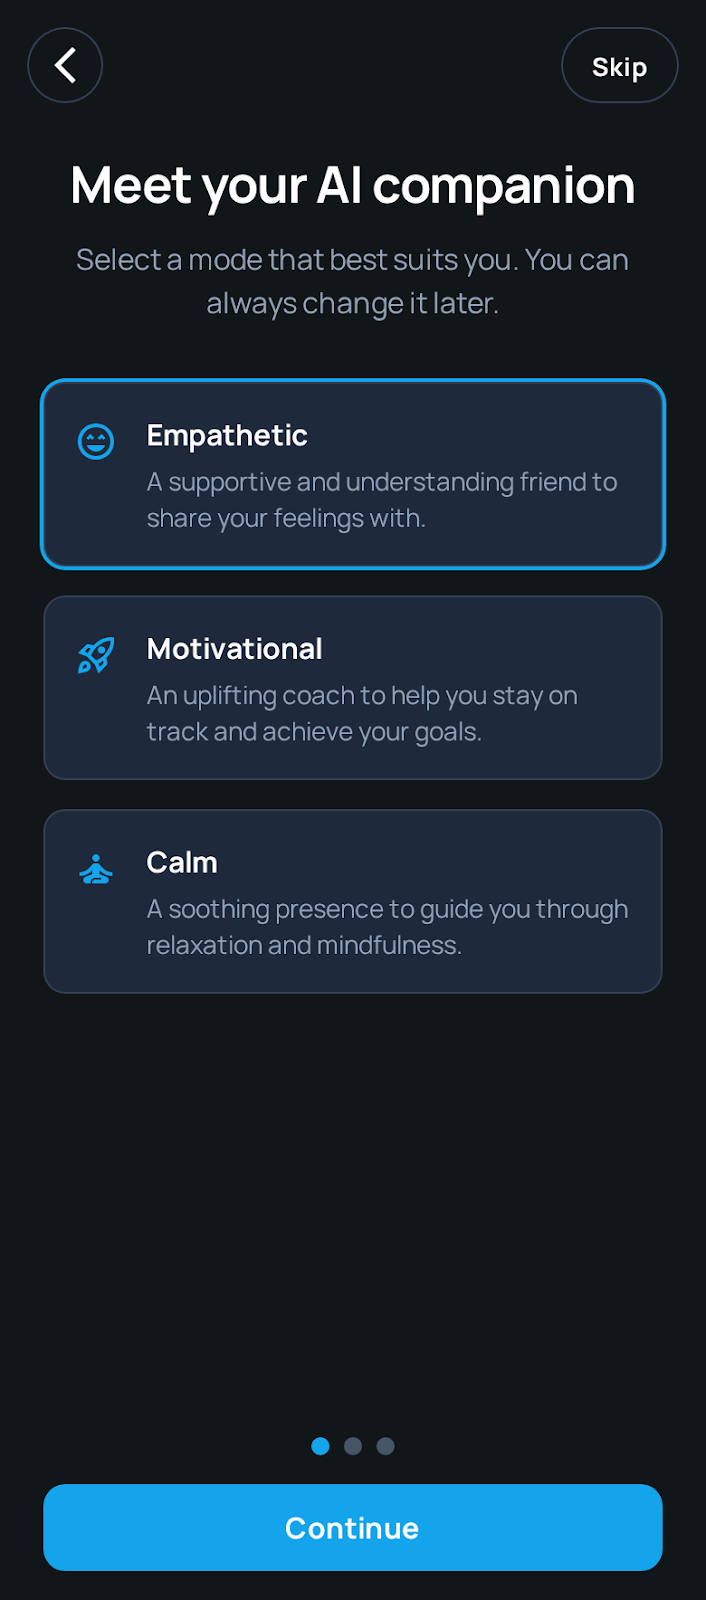 Skip
Meet your AI companion
Select a mode that best suits you. You can
always change it later.
Empathetic
A supportive and understanding friend to
share your feelings with.
Motivational
An uplifting coach to help you stay on
track and achieve your goals.
Calm
A soothing presence to guide you through
relaxation and mindfulness.
Continue